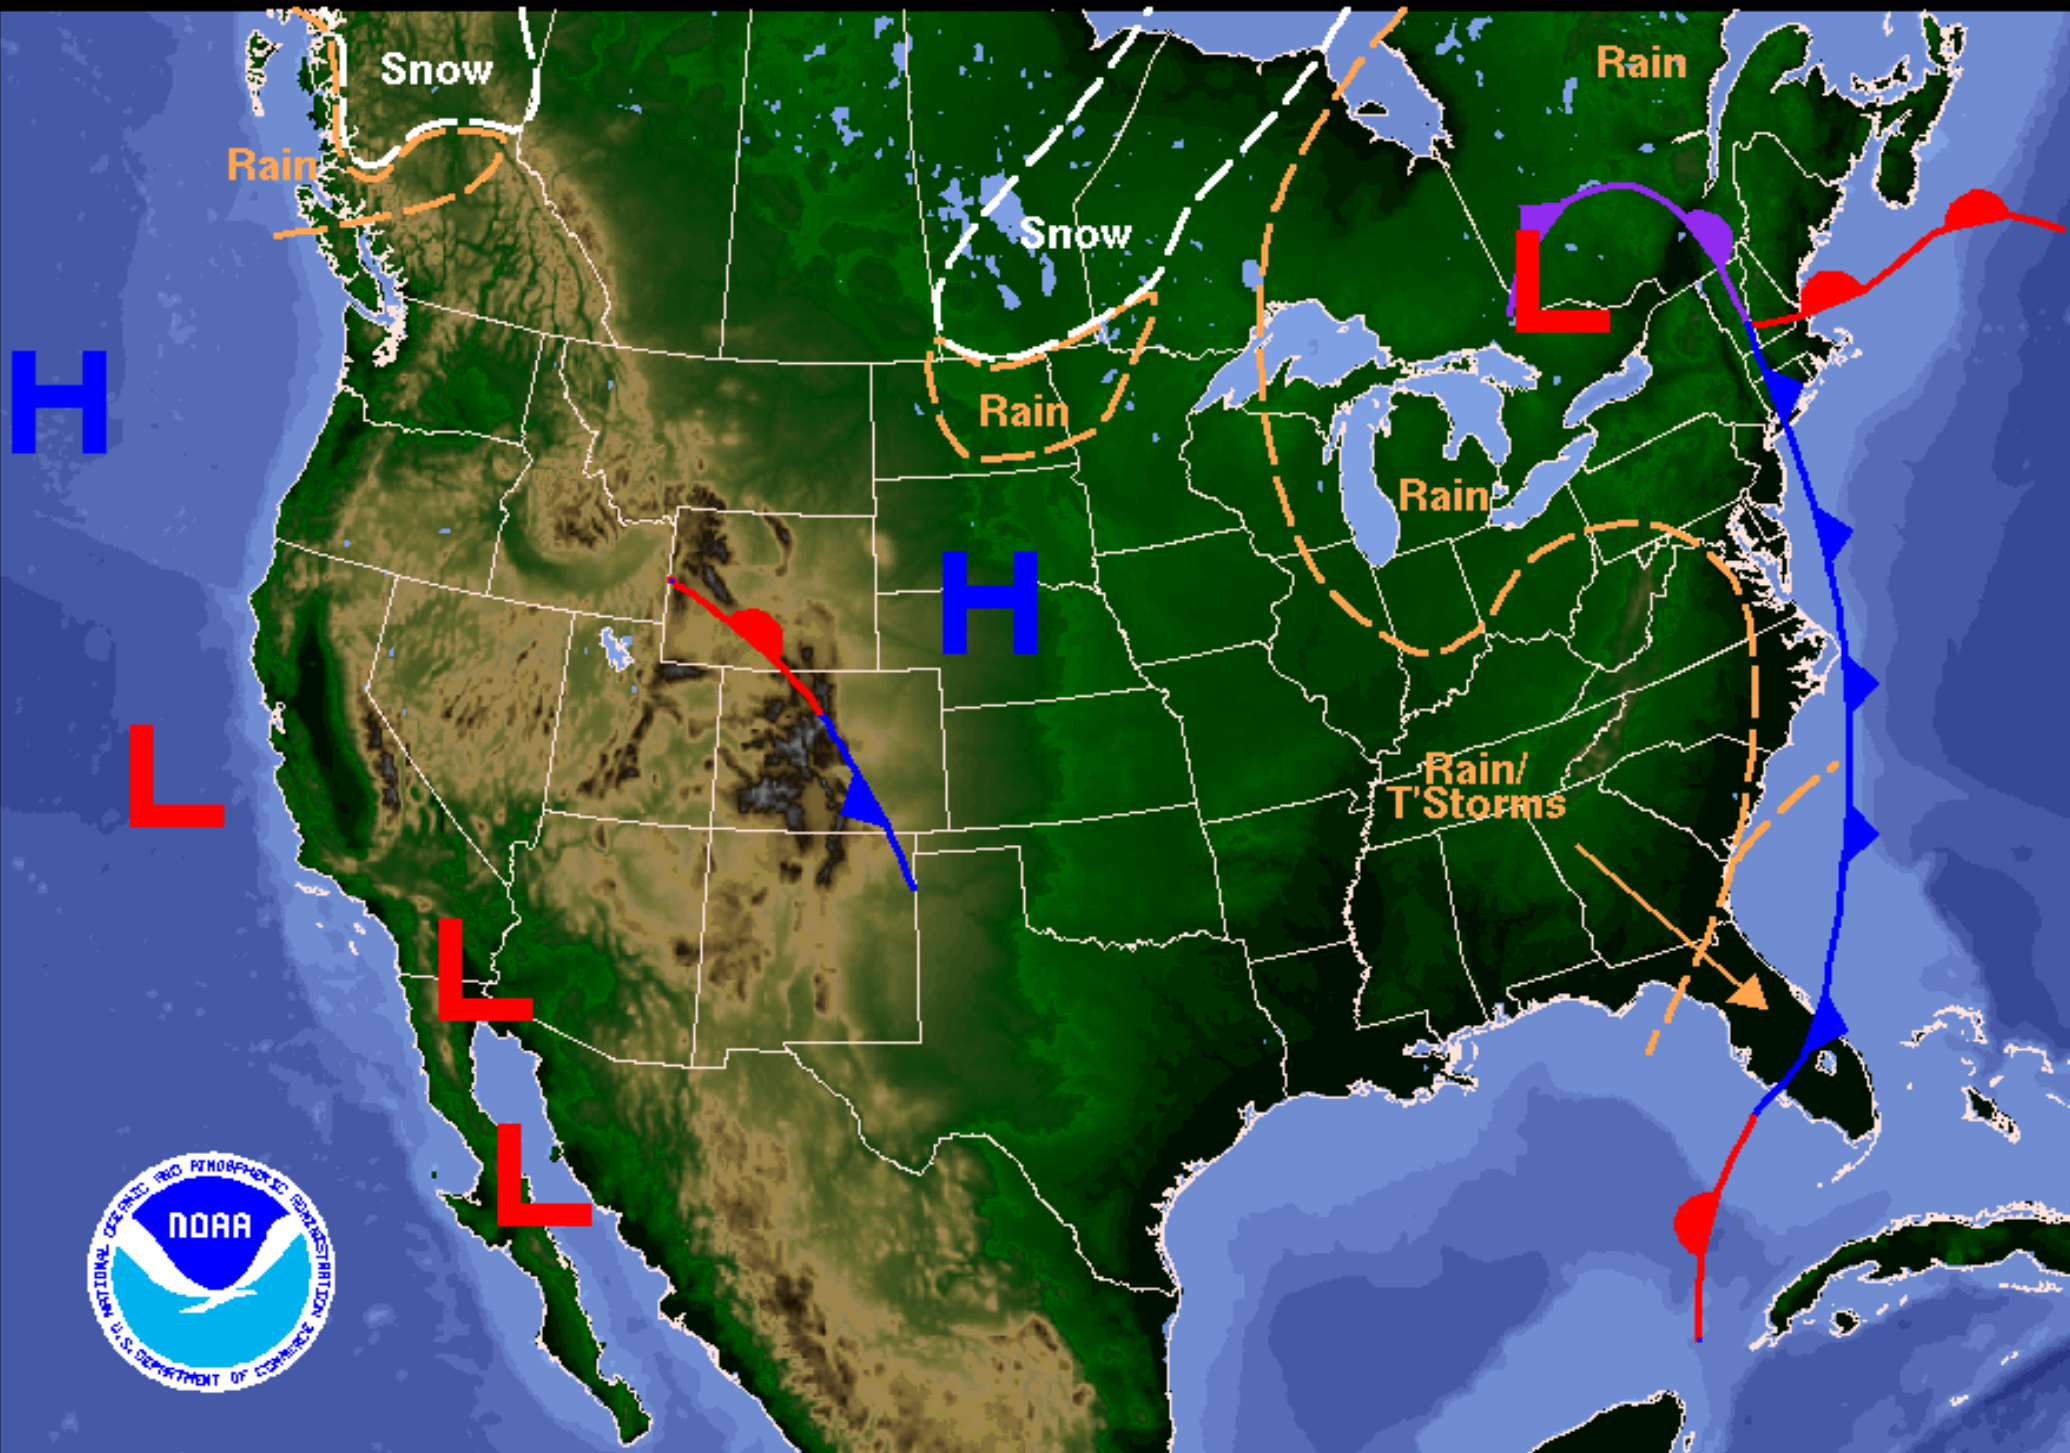 Snow
Rain
Rain
Snow
H
L
Rain
Rain
H
L
Rain/
T'Storms
L
L
NATIONAL OCEANIC AND ATMOSPHERIC ADMINISTRATION
NOAA
U.S. DEPARTMENT OF COMMERCE